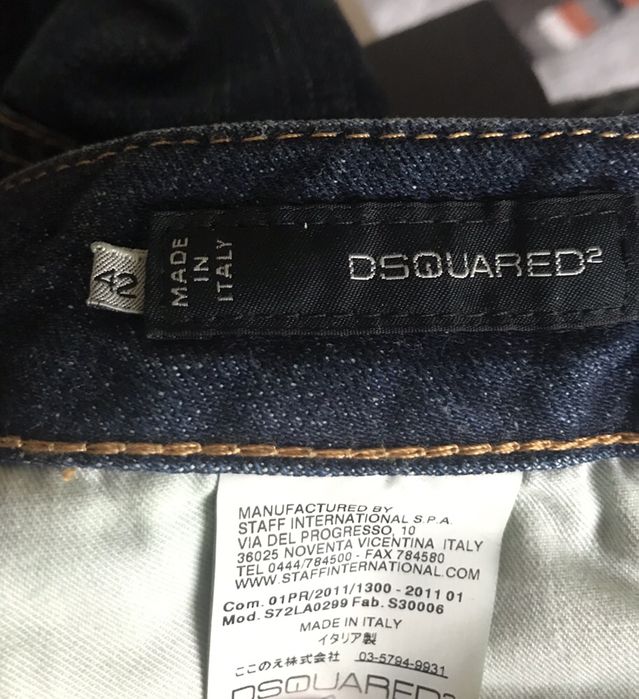 42
MADE
IN
ITALY
DSQUARED²
MANUFACTURED BY
STAFF INTERNATIONAL S.P.A.
VIA DEL PROGRESSO, 10
36025 NOVENTA VICENTINA ITALY
TEL 0444/784500 - FAX 784580
WWW.STAFFINTERNATIONAL.COM
Com. 01PR/2011/1300 - 2011 01
Mod. S72LA0299 Fab. S30006
MADE IN ITALY
イタリア製
ここのえ株式会社 03-5794-9931
DSQUARED²